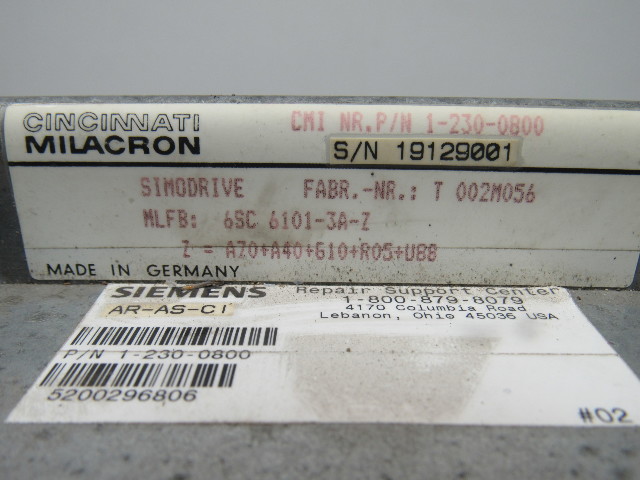 CINCINNATI
MILACRON
CMI NR.P/N 1-230-0800
S/N 19129001
SIMODRIVE FABR.-NR.: T 002M056
MLFB: 6SC 6101-3A-Z
Z = A70+A40+G10+R05+U88
MADE IN GERMANY
SIEMENS Repair Support Center
AR-AS-CI 1-800-879-8079
4170 Columbia Road
Lebanon, Ohio 45036 USA
P/N 1-230-0800
5200296806
#02